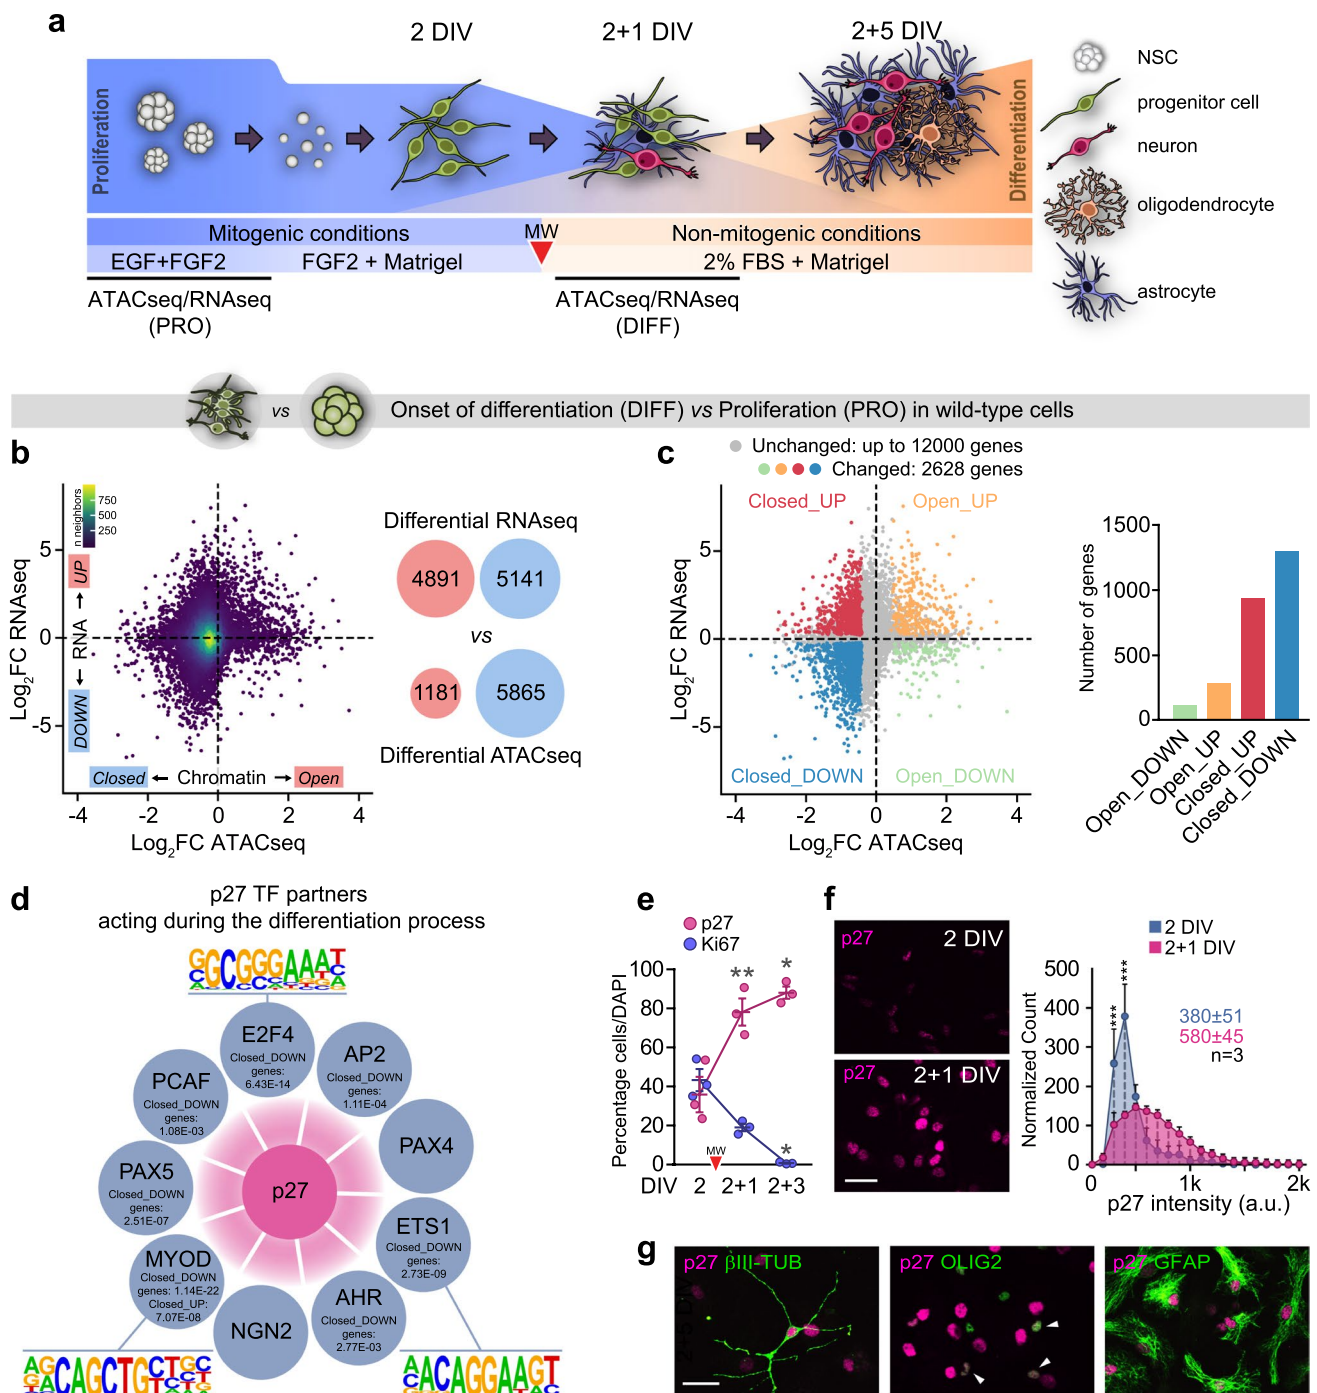 a
2 DIV
2+1 DIV
2+5 DIV
Proliferation
Differentiation
NSC
progenitor cell
neuron
oligodendrocyte
astrocyte
Mitogenic conditions
MW
Non-mitogenic conditions
EGF+FGF2
FGF2 + Matrigel
2% FBS + Matrigel
ATACseq/RNAseq
(PRO)
ATACseq/RNAseq
(DIFF)
vs
Onset of differentiation (DIFF) vs Proliferation (PRO) in wild-type cells
b
n neighbors
750
500
250
Log2FC RNAseq
5
0
-5
UP
RNA
DOWN
Closed
Chromatin
Open
-4
-2
0
2
4
Log2FC ATACseq
Differential RNAseq
4891
5141
vs
1181
5865
Differential ATACseq
c
Unchanged: up to 12000 genes
Changed: 2628 genes
Closed_UP
Open_UP
Log2FC RNAseq
5
0
-5
Closed_DOWN
Open_DOWN
-4
-2
0
2
4
Log2FC ATACseq
Number of genes
1500
1000
500
0
Open_DOWN
Open_UP
Closed_UP
Closed_DOWN
d
p27 TF partners
acting during the differentiation process
GGCGGGAAAT
E2F4
Closed_DOWN
genes:
6.43E-14
AP2
Closed_DOWN
genes:
1.11E-04
PCAF
Closed_DOWN
genes:
1.08E-03
PAX4
PAX5
Closed_DOWN
genes:
2.51E-07
p27
ETS1
Closed_DOWN
genes:
2.73E-09
MYOD
Closed_DOWN
genes: 1.14E-22
Closed_UP:
7.07E-08
NGN2
AHR
Closed_DOWN
genes:
2.77E-03
CAGCTG
ACAGGAAGT
e
p27
Ki67
Percentage cells/DAPI
100
80
60
40
20
0
**
*
*
MW
DIV
2
2+1
2+3
f
p27
2 DIV
p27
2+1 DIV
2 DIV
2+1 DIV
Normalized Count
500
400
300
200
100
0
***
***
380±51
580±45
n=3
0
1k
2k
p27 intensity (a.u.)
g
p27 βIII-TUB
p27 OLIG2
p27 GFAP